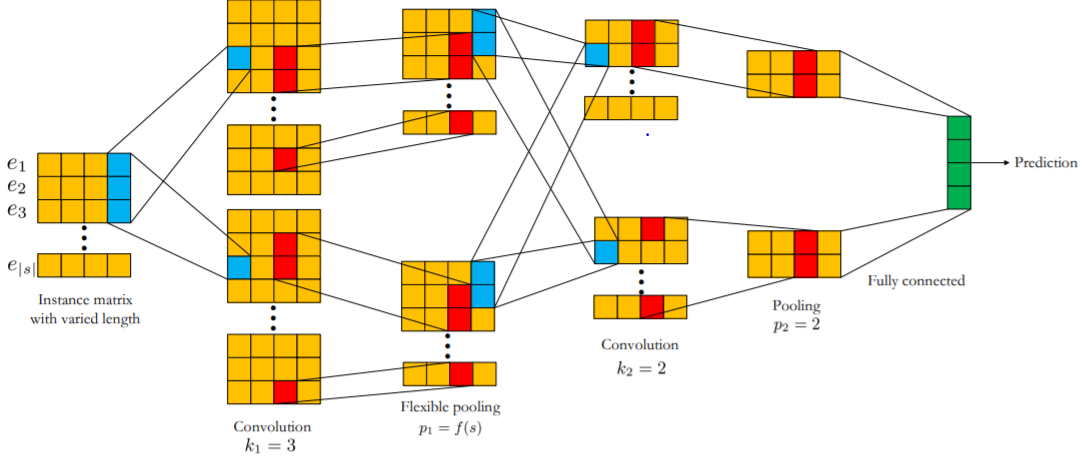 e₁
e₂
e₃
e|s|
Instance matrix
with varied length
Convolution
k₁ = 3
Flexible pooling
p₁ = f(s)
Convolution
k₂ = 2
Pooling
p₂ = 2
Fully connected
Prediction